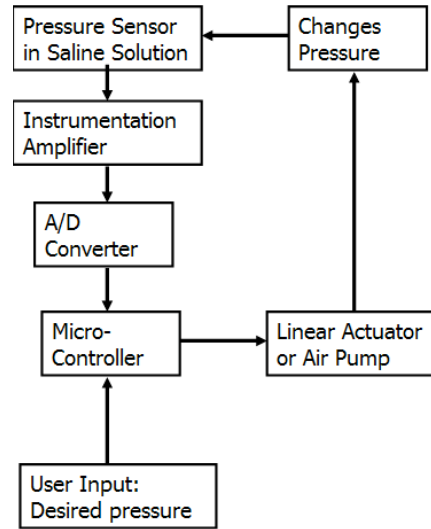 Pressure Sensor
in Saline Solution
Changes
Pressure
Instrumentation
Amplifier
A/D
Converter
Micro-
Controller
Linear Actuator
or Air Pump
User Input:
Desired pressure